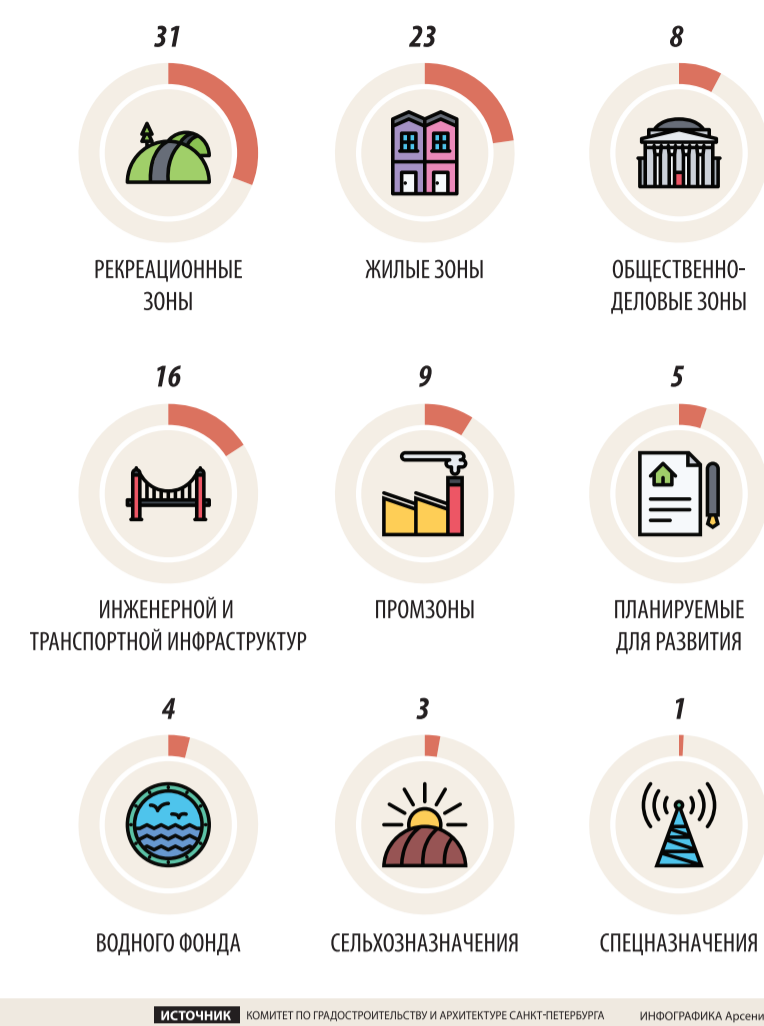 31
23
8
РЕКРЕАЦИОННЫЕ
ЗОНЫ
ЖИЛЫЕ ЗОНЫ
ОБЩЕСТВЕННО-
ДЕЛОВЫЕ ЗОНЫ
16
9
5
ИНЖЕНЕРНОЙ И
ТРАНСПОРТНОЙ ИНФРАСТРУКТУР
ПРОМЗОНЫ
ПЛАНИРУЕМЫЕ
ДЛЯ РАЗВИТИЯ
4
3
1
ВОДНОГО ФОНДА
СЕЛЬХОЗНАЗНАЧЕНИЯ
СПЕЦНАЗНАЧЕНИЯ
ИСТОЧНИК КОМИТЕТ ПО ГРАДОСТРОИТЕЛЬСТВУ И АРХИТЕКТУРЕ САНКТ-ПЕТЕРБУРГА
ИНФОГРАФИКА